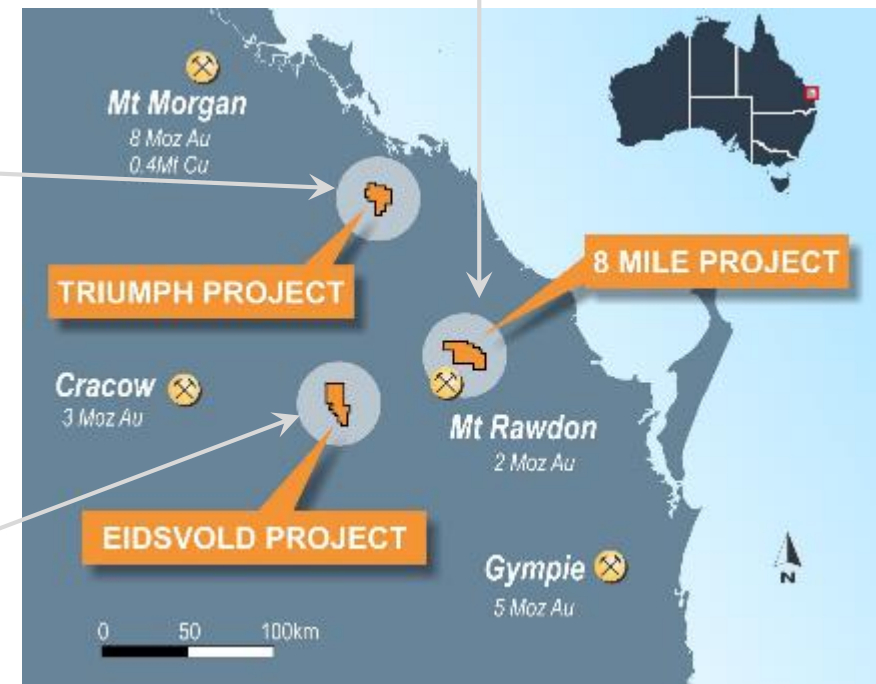 Mt Morgan
8 Moz Au
0.4Mt Cu
TRIUMPH PROJECT
8 MILE PROJECT
Cracow
3 Moz Au
Mt Rawdon
2 Moz Au
EIDSVOLD PROJECT
Gympie
5 Moz Au
N
0 50 100km